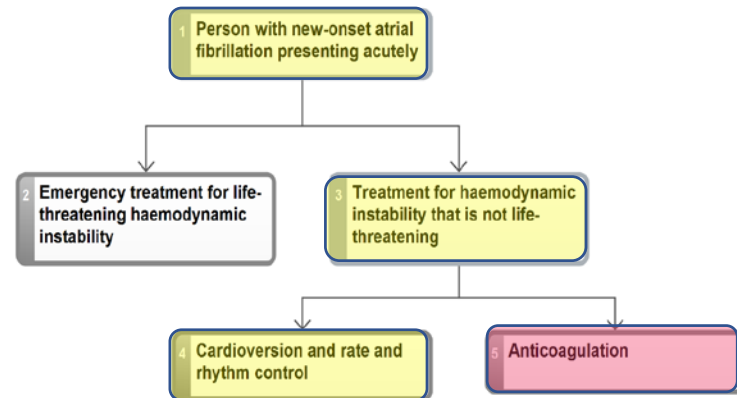 1 Person with new-onset atrial
fibrillation presenting acutely
2 Emergency treatment for life-
threatening haemodynamic
instability
3 Treatment for haemodynamic
instability that is not life-
threatening
4 Cardioversion and rate and
rhythm control
5 Anticoagulation